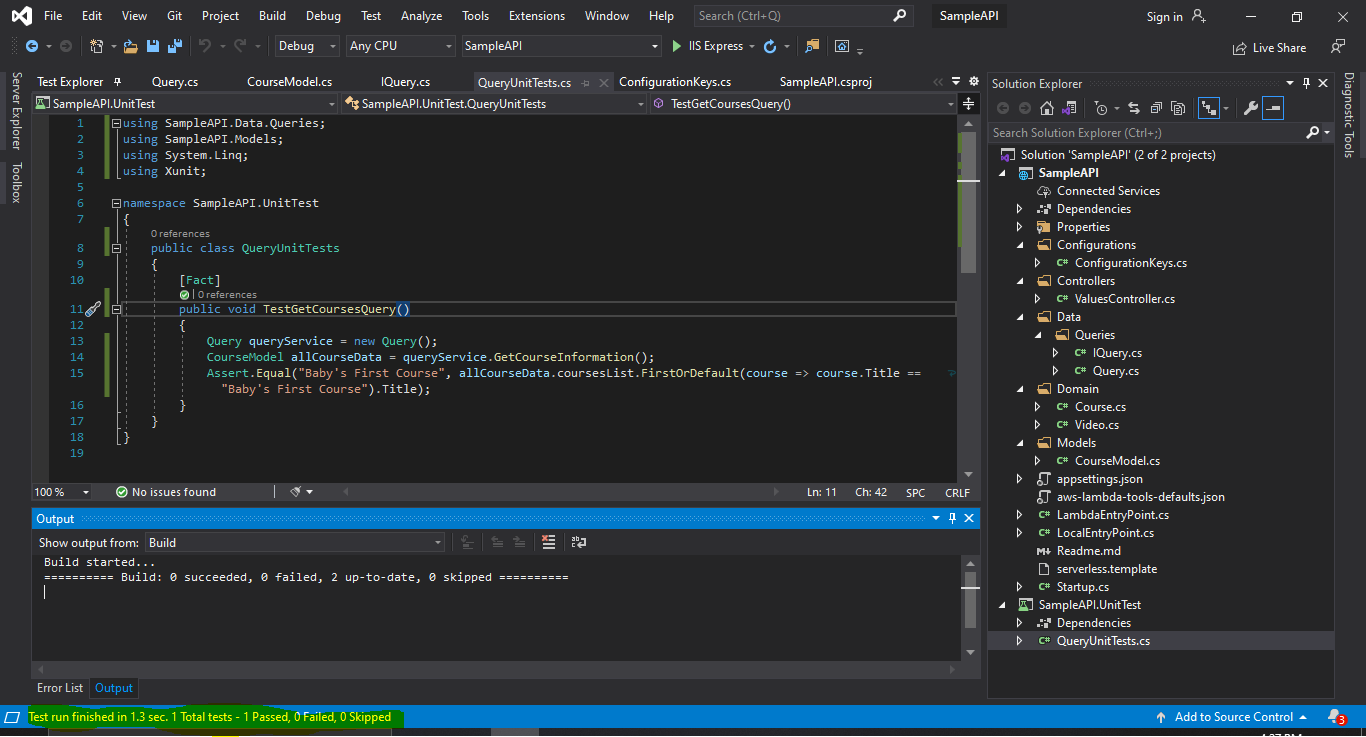 File Edit View Git Project Build Debug Test Analyze Tools Extensions Window Help Search (Ctrl+Q) SampleAPI Sign in
Debug Any CPU SampleAPI IIS Express Live Share
Server Explorer
Toolbox
Test Explorer Query.cs CourseModel.cs IQuery.cs QueryUnitTests.cs ConfigurationKeys.cs SampleAPI.csproj
SampleAPI.UnitTest SampleAPI.UnitTest.QueryUnitTests TestGetCoursesQuery()
1 using SampleAPI.Data.Queries;
2 using SampleAPI.Models;
3 using System.Linq;
4 using Xunit;
5
6 namespace SampleAPI.UnitTest
7 {
0 references
8 public class QueryUnitTests
9 {
10 [Fact]
| 0 references
11 public void TestGetCoursesQuery()
12 {
13 Query queryService = new Query();
14 CourseModel allCourseData = queryService.GetCourseInformation();
15 Assert.Equal("Baby's First Course", allCourseData.coursesList.FirstOrDefault(course => course.Title ==
"Baby's First Course").Title);
16 }
17 }
18 }
19
100 % No issues found Ln: 11 Ch: 42 SPC CRLF
Output
Show output from: Build
Build started...
========== Build: 0 succeeded, 0 failed, 2 up-to-date, 0 skipped ==========
Error List Output
Solution Explorer
Search Solution Explorer (Ctrl+;)
Solution 'SampleAPI' (2 of 2 projects)
SampleAPI
Connected Services
Dependencies
Properties
Configurations
C# ConfigurationKeys.cs
Controllers
C# ValuesController.cs
Data
Queries
C# IQuery.cs
C# Query.cs
Domain
C# Course.cs
C# Video.cs
Models
C# CourseModel.cs
appsettings.json
aws-lambda-tools-defaults.json
C# LambdaEntryPoint.cs
C# LocalEntryPoint.cs
M↓ Readme.md
serverless.template
C# Startup.cs
SampleAPI.UnitTest
Dependencies
C# QueryUnitTests.cs
Diagnostic Tools
Test run finished in 1.3 sec. 1 Total tests - 1 Passed, 0 Failed, 0 Skipped Add to Source Control 3